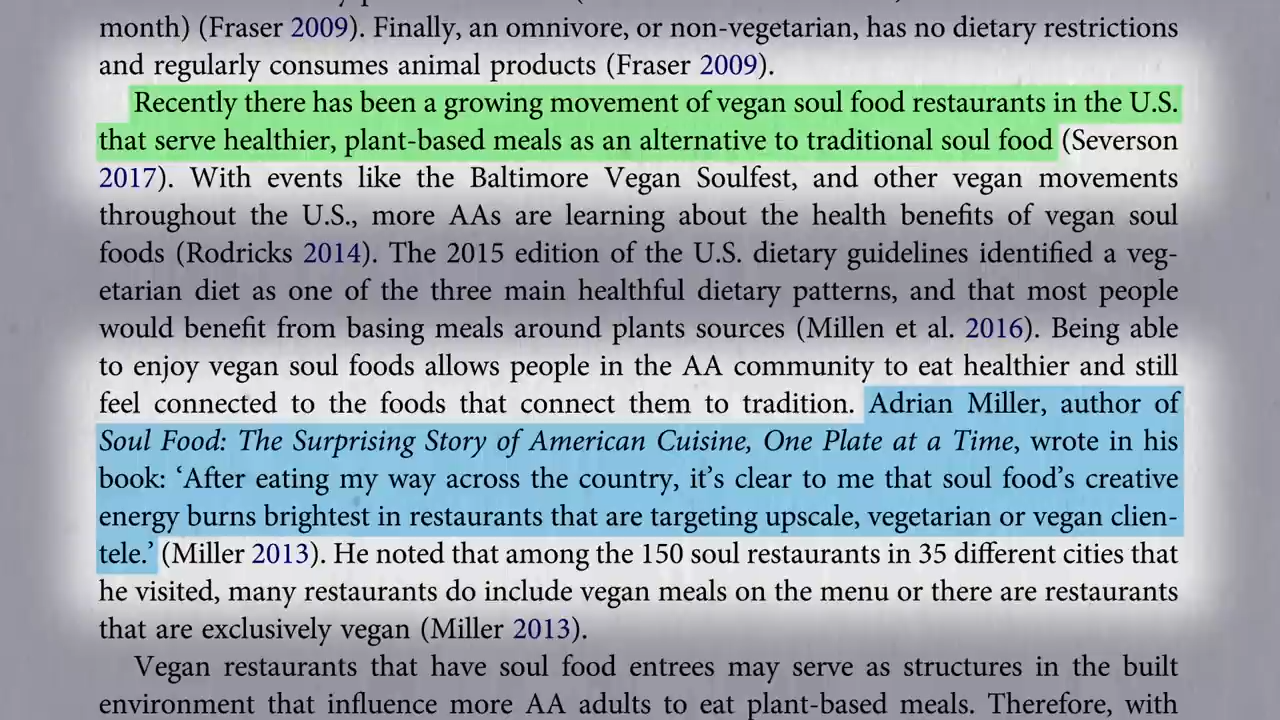 month) (Fraser 2009). Finally, an omnivore, or non-vegetarian, has no dietary restrictions
and regularly consumes animal products (Fraser 2009).
Recently there has been a growing movement of vegan soul food restaurants in the U.S.
that serve healthier, plant-based meals as an alternative to traditional soul food (Severson
2017). With events like the Baltimore Vegan Soulfest, and other vegan movements
throughout the U.S., more AAs are learning about the health benefits of vegan soul
foods (Rodricks 2014). The 2015 edition of the U.S. dietary guidelines identified a veg-
etarian diet as one of the three main healthful dietary patterns, and that most people
would benefit from basing meals around plants sources (Millen et al. 2016). Being able
to enjoy vegan soul foods allows people in the AA community to eat healthier and still
feel connected to the foods that connect them to tradition. Adrian Miller, author of
Soul Food: The Surprising Story of American Cuisine, One Plate at a Time, wrote in his
book: ‘After eating my way across the country, it’s clear to me that soul food’s creative
energy burns brightest in restaurants that are targeting upscale, vegetarian or vegan clien-
tele.’ (Miller 2013). He noted that among the 150 soul restaurants in 35 different cities that
he visited, many restaurants do include vegan meals on the menu or there are restaurants
that are exclusively vegan (Miller 2013).
Vegan restaurants that have soul food entrees may serve as structures in the built
environment that influence more AA adults to eat plant-based meals. Therefore, with